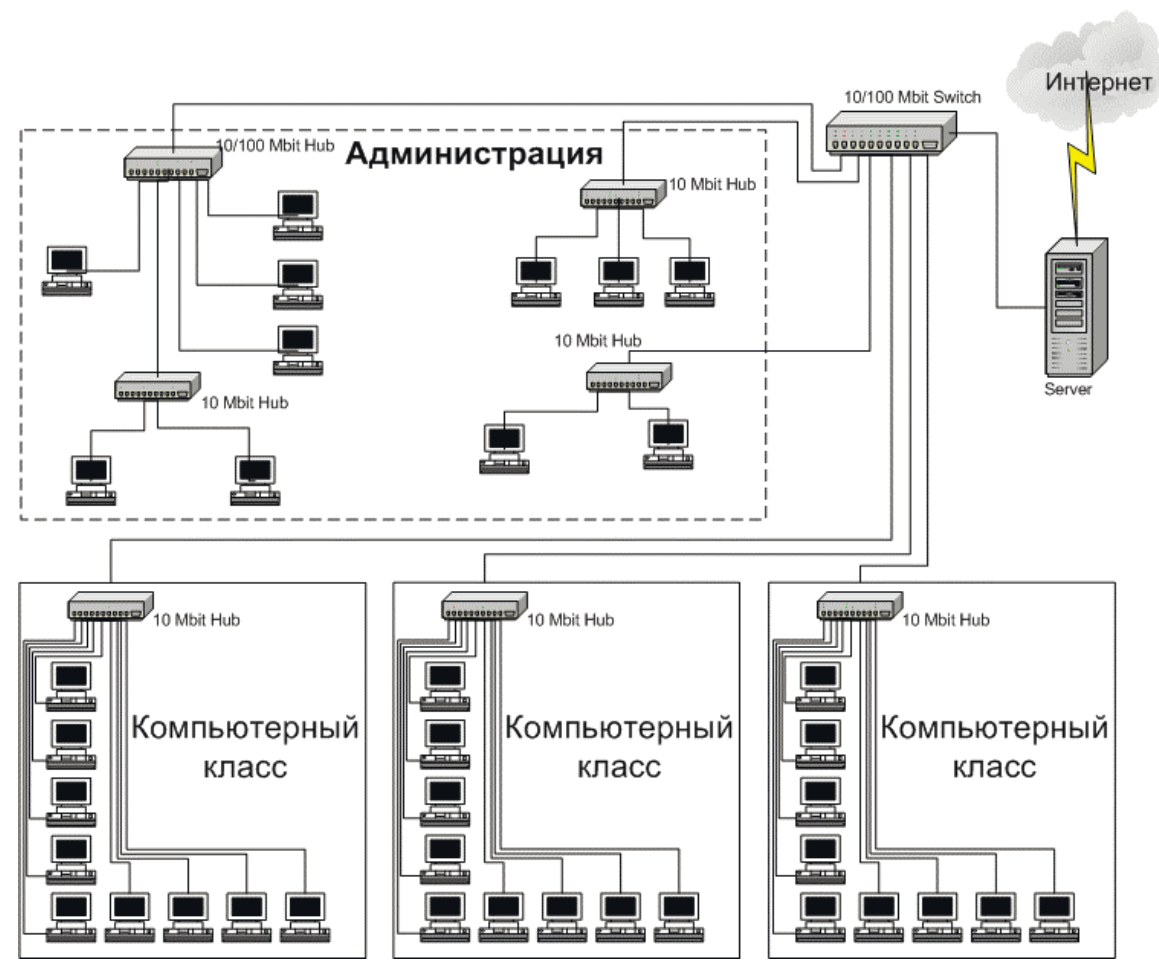 Интернет
10/100 Mbit Switch
10/100 Mbit Hub
Администрация
10 Mbit Hub
10 Mbit Hub
Server
10 Mbit Hub
10 Mbit Hub
10 Mbit Hub
10 Mbit Hub
Компьютерный
класс
Компьютерный
класс
Компьютерный
класс